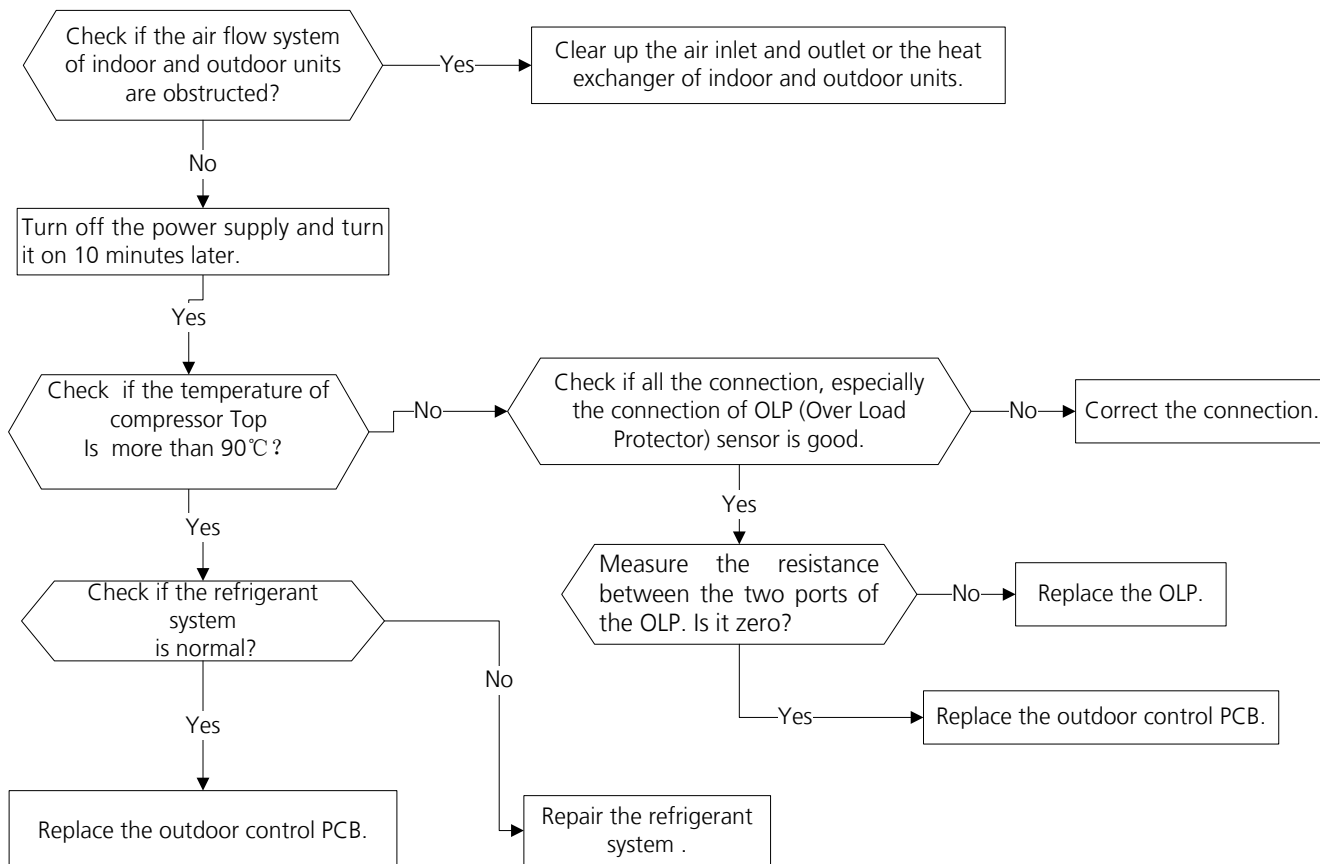 Check if the air flow system
of indoor and outdoor units
are obstructed?
Yes
Clear up the air inlet and outlet or the heat
exchanger of indoor and outdoor units.
No
Turn off the power supply and turn
it on 10 minutes later.
Yes
Check if the temperature of
compressor Top
Is more than 90℃?
No
Check if all the connection, especially
the connection of OLP (Over Load
Protector) sensor is good.
No
Correct the connection.
Yes
Yes
Measure the resistance
between the two ports of
the OLP. Is it zero?
No
Replace the OLP.
Check if the refrigerant
system
is normal?
No
Yes
Yes
Replace the outdoor control PCB.
Replace the outdoor control PCB.
Repair the refrigerant
system .